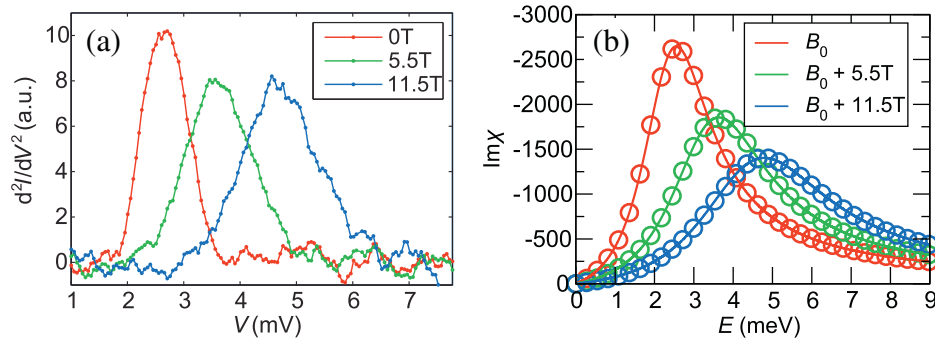 (a)
0T
5.5T
11.5T
d²I/dV² (a.u.)
10
8
6
4
2
0
1 2 3 4 5 6 7
V (mV)
(b)
B₀
B₀ + 5.5T
B₀ + 11.5T
Imχ
-3000
-2500
-2000
-1500
-1000
-500
0
0 1 2 3 4 5 6 7 8 9
E (meV)